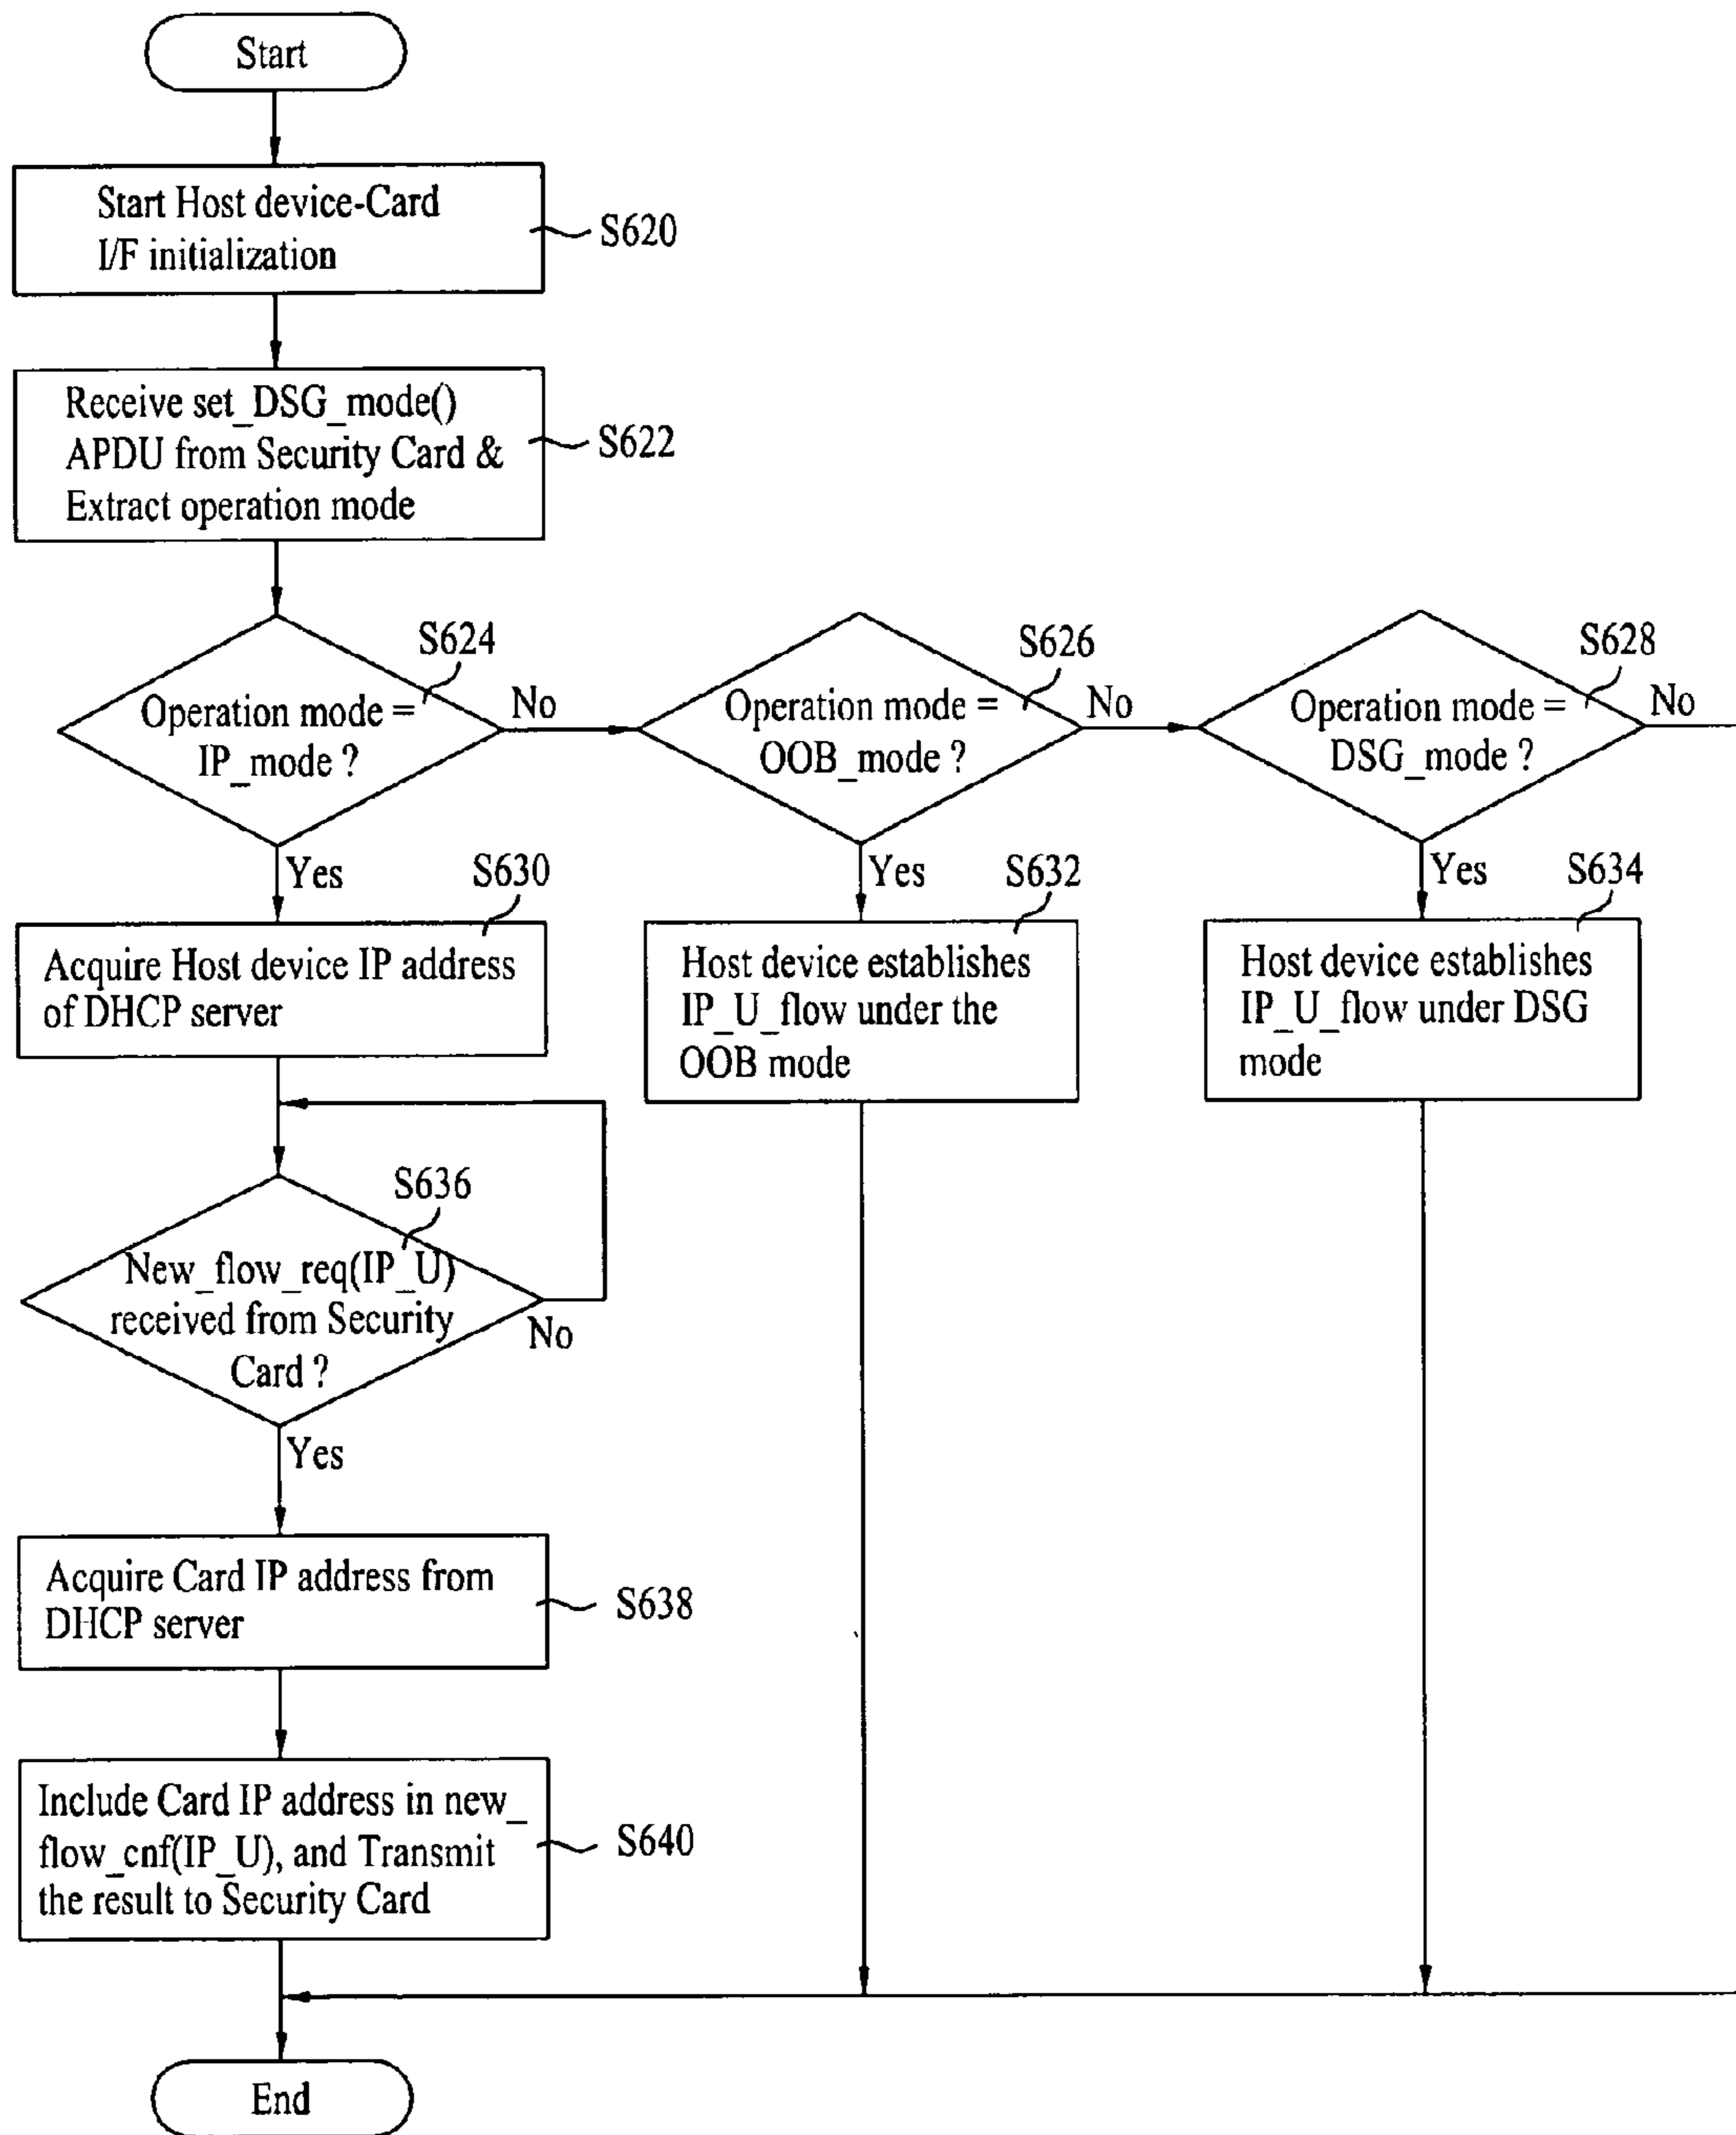 Start
Start Host device-Card
I/F initialization
S620
Receive set_DSG_mode()
APDU from Security Card &
Extract operation mode
S622
S624
Operation mode =
IP_mode ?
No
Yes
S626
Operation mode =
OOB_mode ?
No
Yes
S628
Operation mode =
DSG_mode ?
No
Yes
S630
Acquire Host device IP address
of DHCP server
S632
Host device establishes
IP_U_flow under the
OOB mode
S634
Host device establishes
IP_U_flow under DSG
mode
S636
New_flow_req(IP_U)
received from Security
Card ?
No
Yes
Acquire Card IP address from
DHCP server
S638
Include Card IP address in new_
flow_cnf(IP_U), and Transmit
the result to Security Card
S640
End